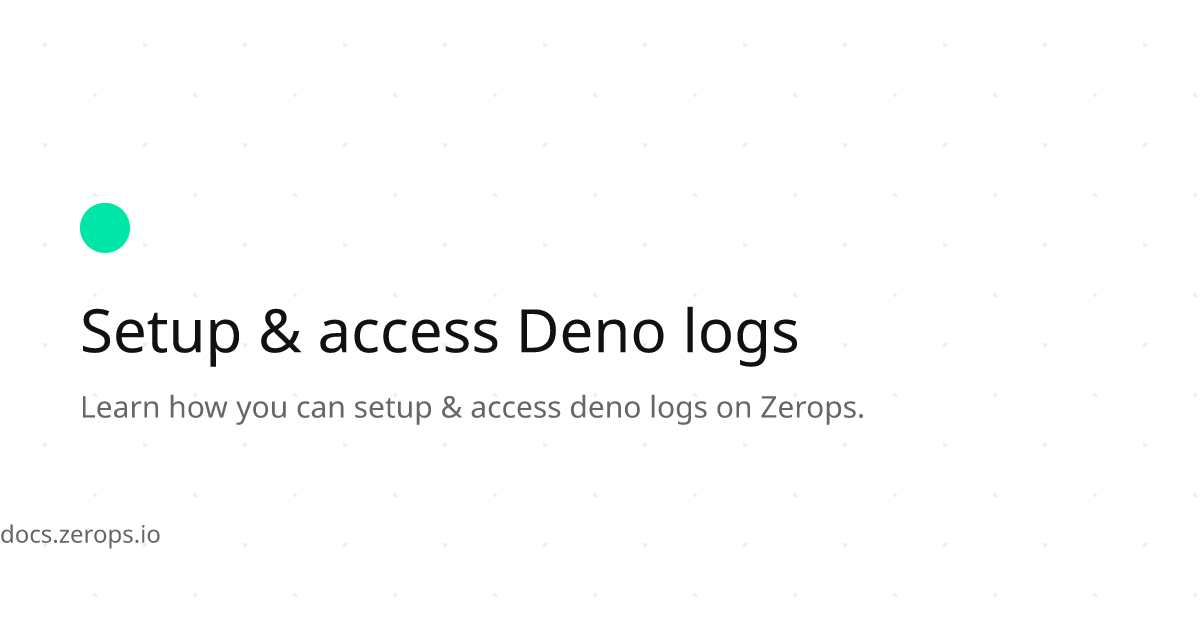 Setup & access Deno logs
Learn how you can setup & access deno logs on Zerops.
docs.zerops.io